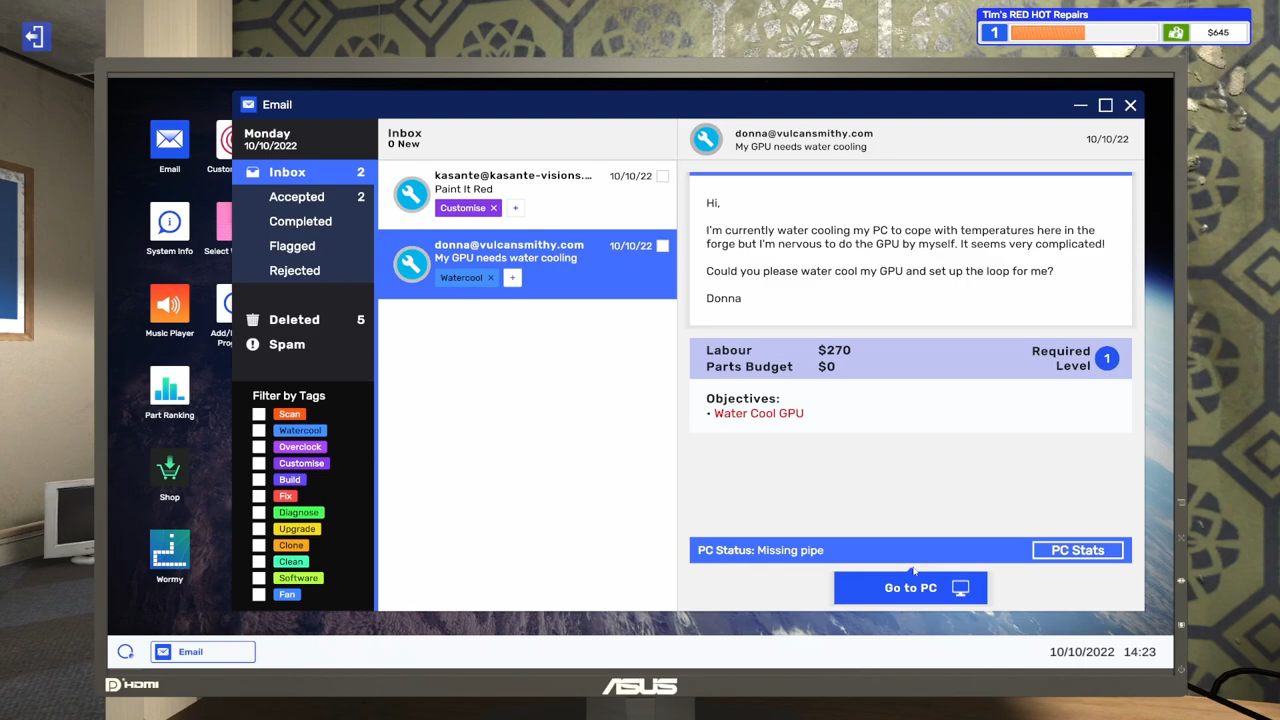 Tim's RED HOT Repairs
1
$645
Email
Custo
System Info
Select
Music Player
Add/
Prog
Part Ranking
Shop
Wormy
Email
Monday
10/10/2022
Inbox 2
Accepted 2
Completed
Flagged
Rejected
Deleted 5
Spam
Filter by Tags
Scan
Watercool
Overclock
Customise
Build
Fix
Diagnose
Upgrade
Clone
Clean
Software
Fan
Inbox
0 New
kasante@kasante-visions.... 10/10/22
Paint It Red
Customise ✕ +
donna@vulcansmithy.com 10/10/22
My GPU needs water cooling
Watercool ✕ +
donna@vulcansmithy.com 10/10/22
My GPU needs water cooling
Hi,
I'm currently water cooling my PC to cope with temperatures here in the
forge but I'm nervous to do the GPU by myself. It seems very complicated!
Could you please water cool my GPU and set up the loop for me?
Donna
Labour $270
Parts Budget $0
Required
Level 1
Objectives:
• Water Cool GPU
PC Status: Missing pipe PC Stats
Go to PC
Email
10/10/2022 14:23
HDMI
ASUS